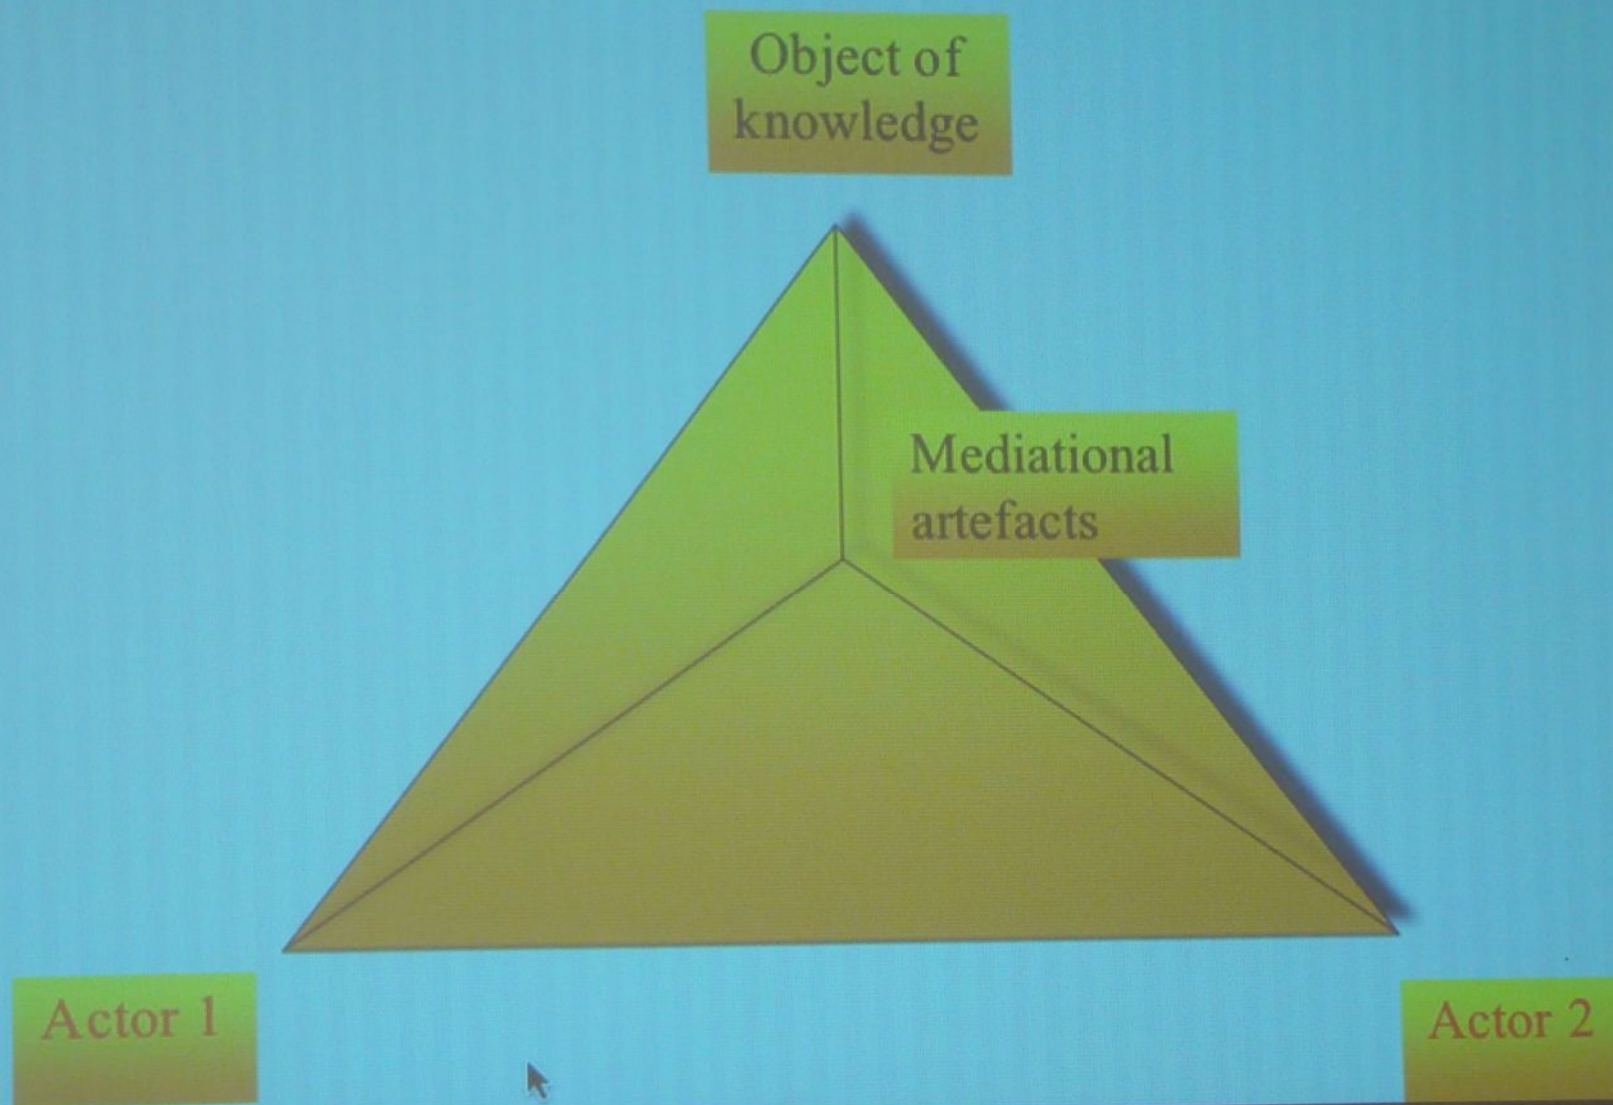 Object of
knowledge
Mediational
artefacts
Actor 1
Actor 2